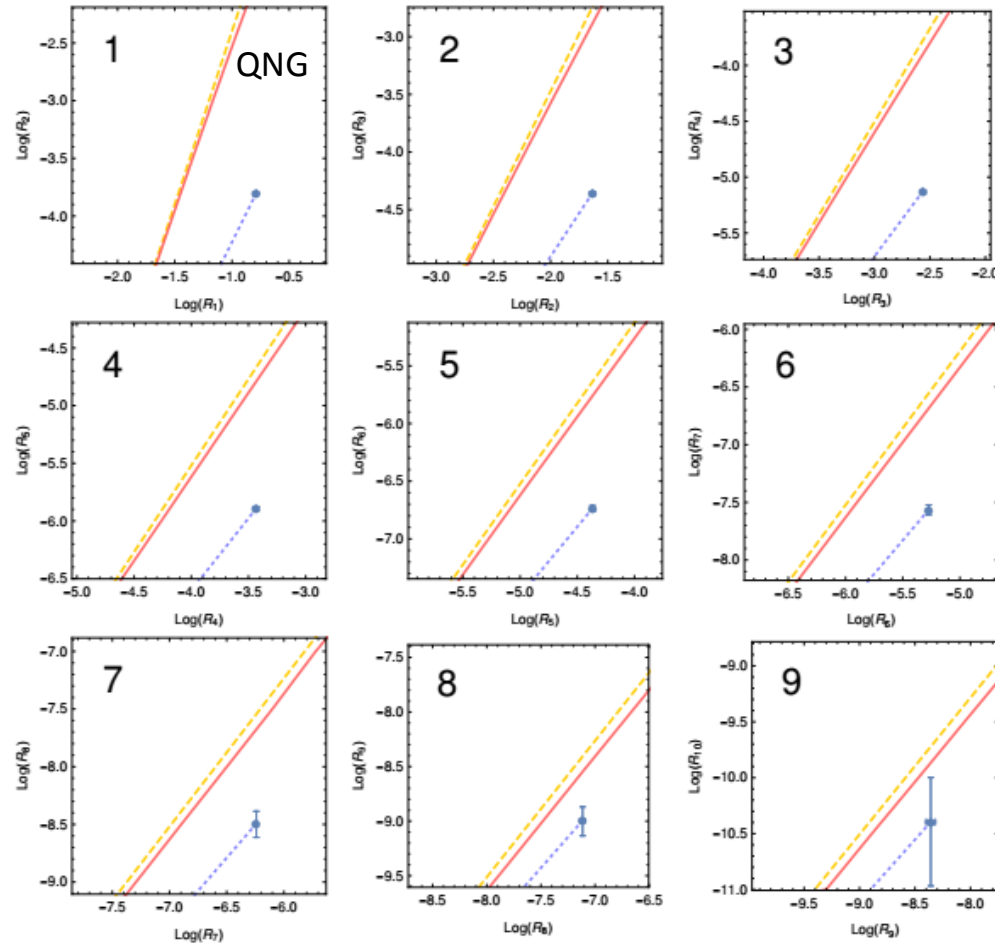 1
QNG
Log(R₂)
−2.5
−3.0
−3.5
−4.0
−2.0 −1.5 −1.0 −0.5
Log(R₁)
2
Log(R₃)
−3.0
−3.5
−4.0
−4.5
−3.0 −2.5 −2.0 −1.5
Log(R₂)
3
Log(R₄)
−4.0
−4.5
−5.0
−5.5
−4.0 −3.5 −3.0 −2.5 −2.0
Log(R₃)
4
Log(R₅)
−4.5
−5.0
−5.5
−6.0
−6.5
−5.0 −4.5 −4.0 −3.5 −3.0
Log(R₄)
5
Log(R₆)
−5.5
−6.0
−6.5
−7.0
−5.5 −5.0 −4.5 −4.0
Log(R₅)
6
Log(R₇)
−6.0
−6.5
−7.0
−7.5
−8.0
−6.5 −6.0 −5.5 −5.0
Log(R₆)
7
Log(R₈)
−7.0
−7.5
−8.0
−8.5
−9.0
−7.5 −7.0 −6.5 −6.0
Log(R₇)
8
Log(R₉)
−7.5
−8.0
−8.5
−9.0
−9.5
−8.5 −8.0 −7.5 −7.0 −6.5
Log(R₈)
9
Log(R₁₀)
−9.0
−9.5
−10.0
−10.5
−11.0
−9.5 −9.0 −8.5 −8.0
Log(R₉)